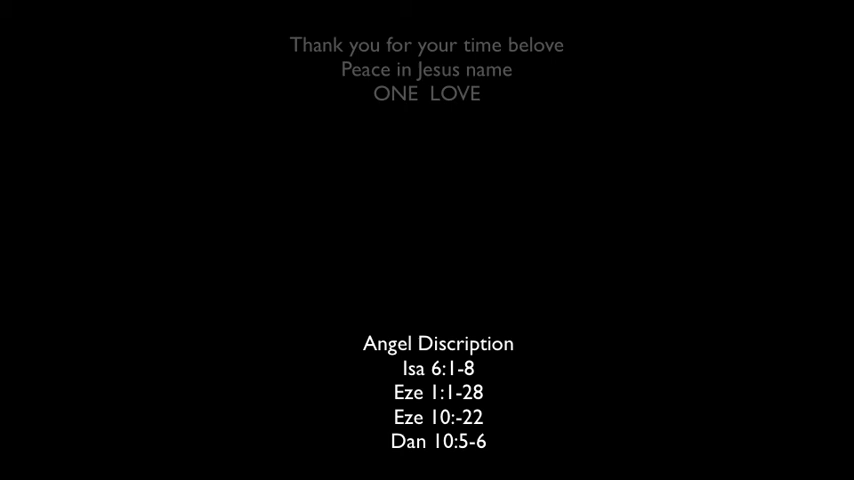 Thank you for your time belove
Peace in Jesus name
ONE LOVE
Angel Discription
Isa 6:1-8
Eze 1:1-28
Eze 10:-22
Dan 10:5-6